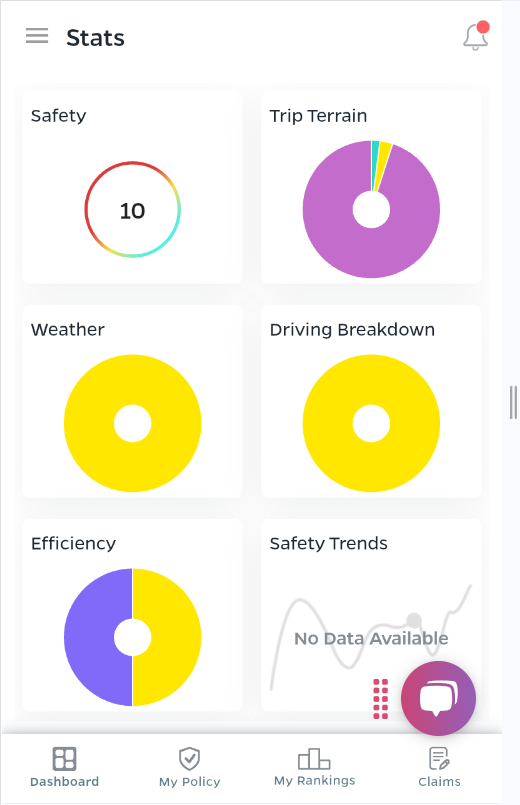 Stats
Safety
Trip Terrain
10
Weather
Driving Breakdown
Efficiency
Safety Trends
No Data Available
Dashboard
My Policy
My Rankings
Claims